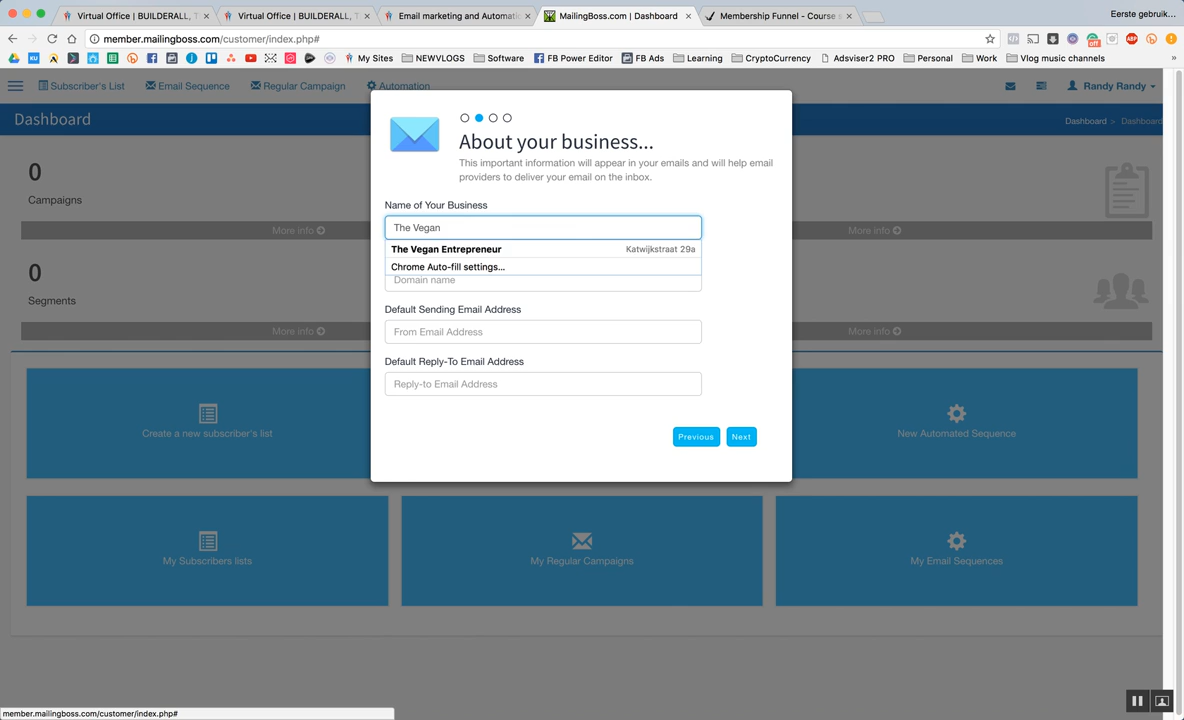 Virtual Office | BUILDERALL, T
Virtual Office | BUILDERALL, T
Email marketing and Automatic
MailingBoss.com | Dashboard
Membership Funnel - Course
Eerste gebruik...
member.mailingboss.com/customer/index.php#
My Sites
NEWVLOGS
Software
FB Power Editor
FB Ads
Learning
CryptoCurrency
Adsviser2 PRO
Personal
Work
Vlog music channels
Subscriber's List
Email Sequence
Regular Campaign
Automation
Randy Randy
Dashboard
Dashboard > Dashboard
0
Campaigns
More info
More info
0
Segments
More info
More info
About your business...
This important information will appear in your emails and will help email
providers to deliver your email on the inbox.
Name of Your Business
The Vegan
The Vegan Entrepreneur Katwijkstraat 29a
Chrome Auto-fill settings...
Domain name
Default Sending Email Address
From Email Address
Default Reply-To Email Address
Reply-to Email Address
Previous
Next
Create a new subscriber's list
New Automated Sequence
My Subscribers lists
My Regular Campaigns
My Email Sequences
member.mailingboss.com/customer/index.php#